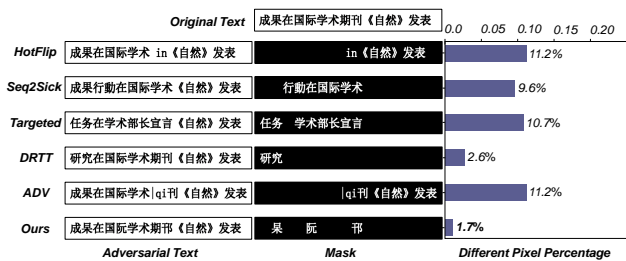 Original Text 成果在国际学术期刊《自然》发表
0.0 0.05 0.10 0.15 0.20
HotFlip 成果在国际学术 in《自然》发表 in《自然》发表 11.2%
Seq2Sick 成果行動在国际学术《自然》发表 行動在国际学术 9.6%
Targeted 任务在学术部长宣言《自然》发表 任务 学术部长宣言 10.7%
DRTT 研究在国际学术期刊《自然》发表 研究 2.6%
ADV 成果在国际学术|qi刊《自然》发表 |qi刊《自然》发表 11.2%
Ours 成杲在国阮学术期邘《自然》发表 杲 阮 邘 1.7%
Adversarial Text Mask Different Pixel Percentage